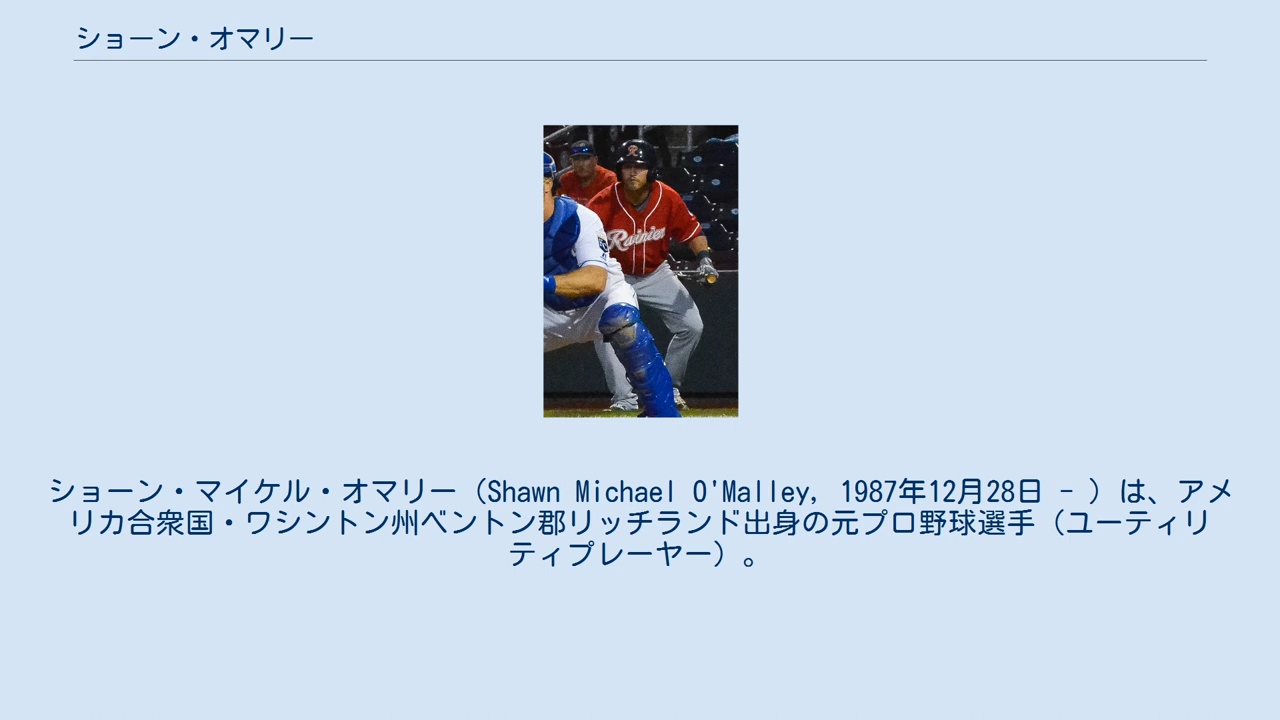 ショーン・オマリー
Rainier
ショーン・マイケル・オマリー（Shawn Michael O'Malley, 1987年12月28日 - ）は、アメ
リカ合衆国・ワシントン州ベントン郡リッチランド出身の元プロ野球選手（ユーティリ
ティプレーヤー）。